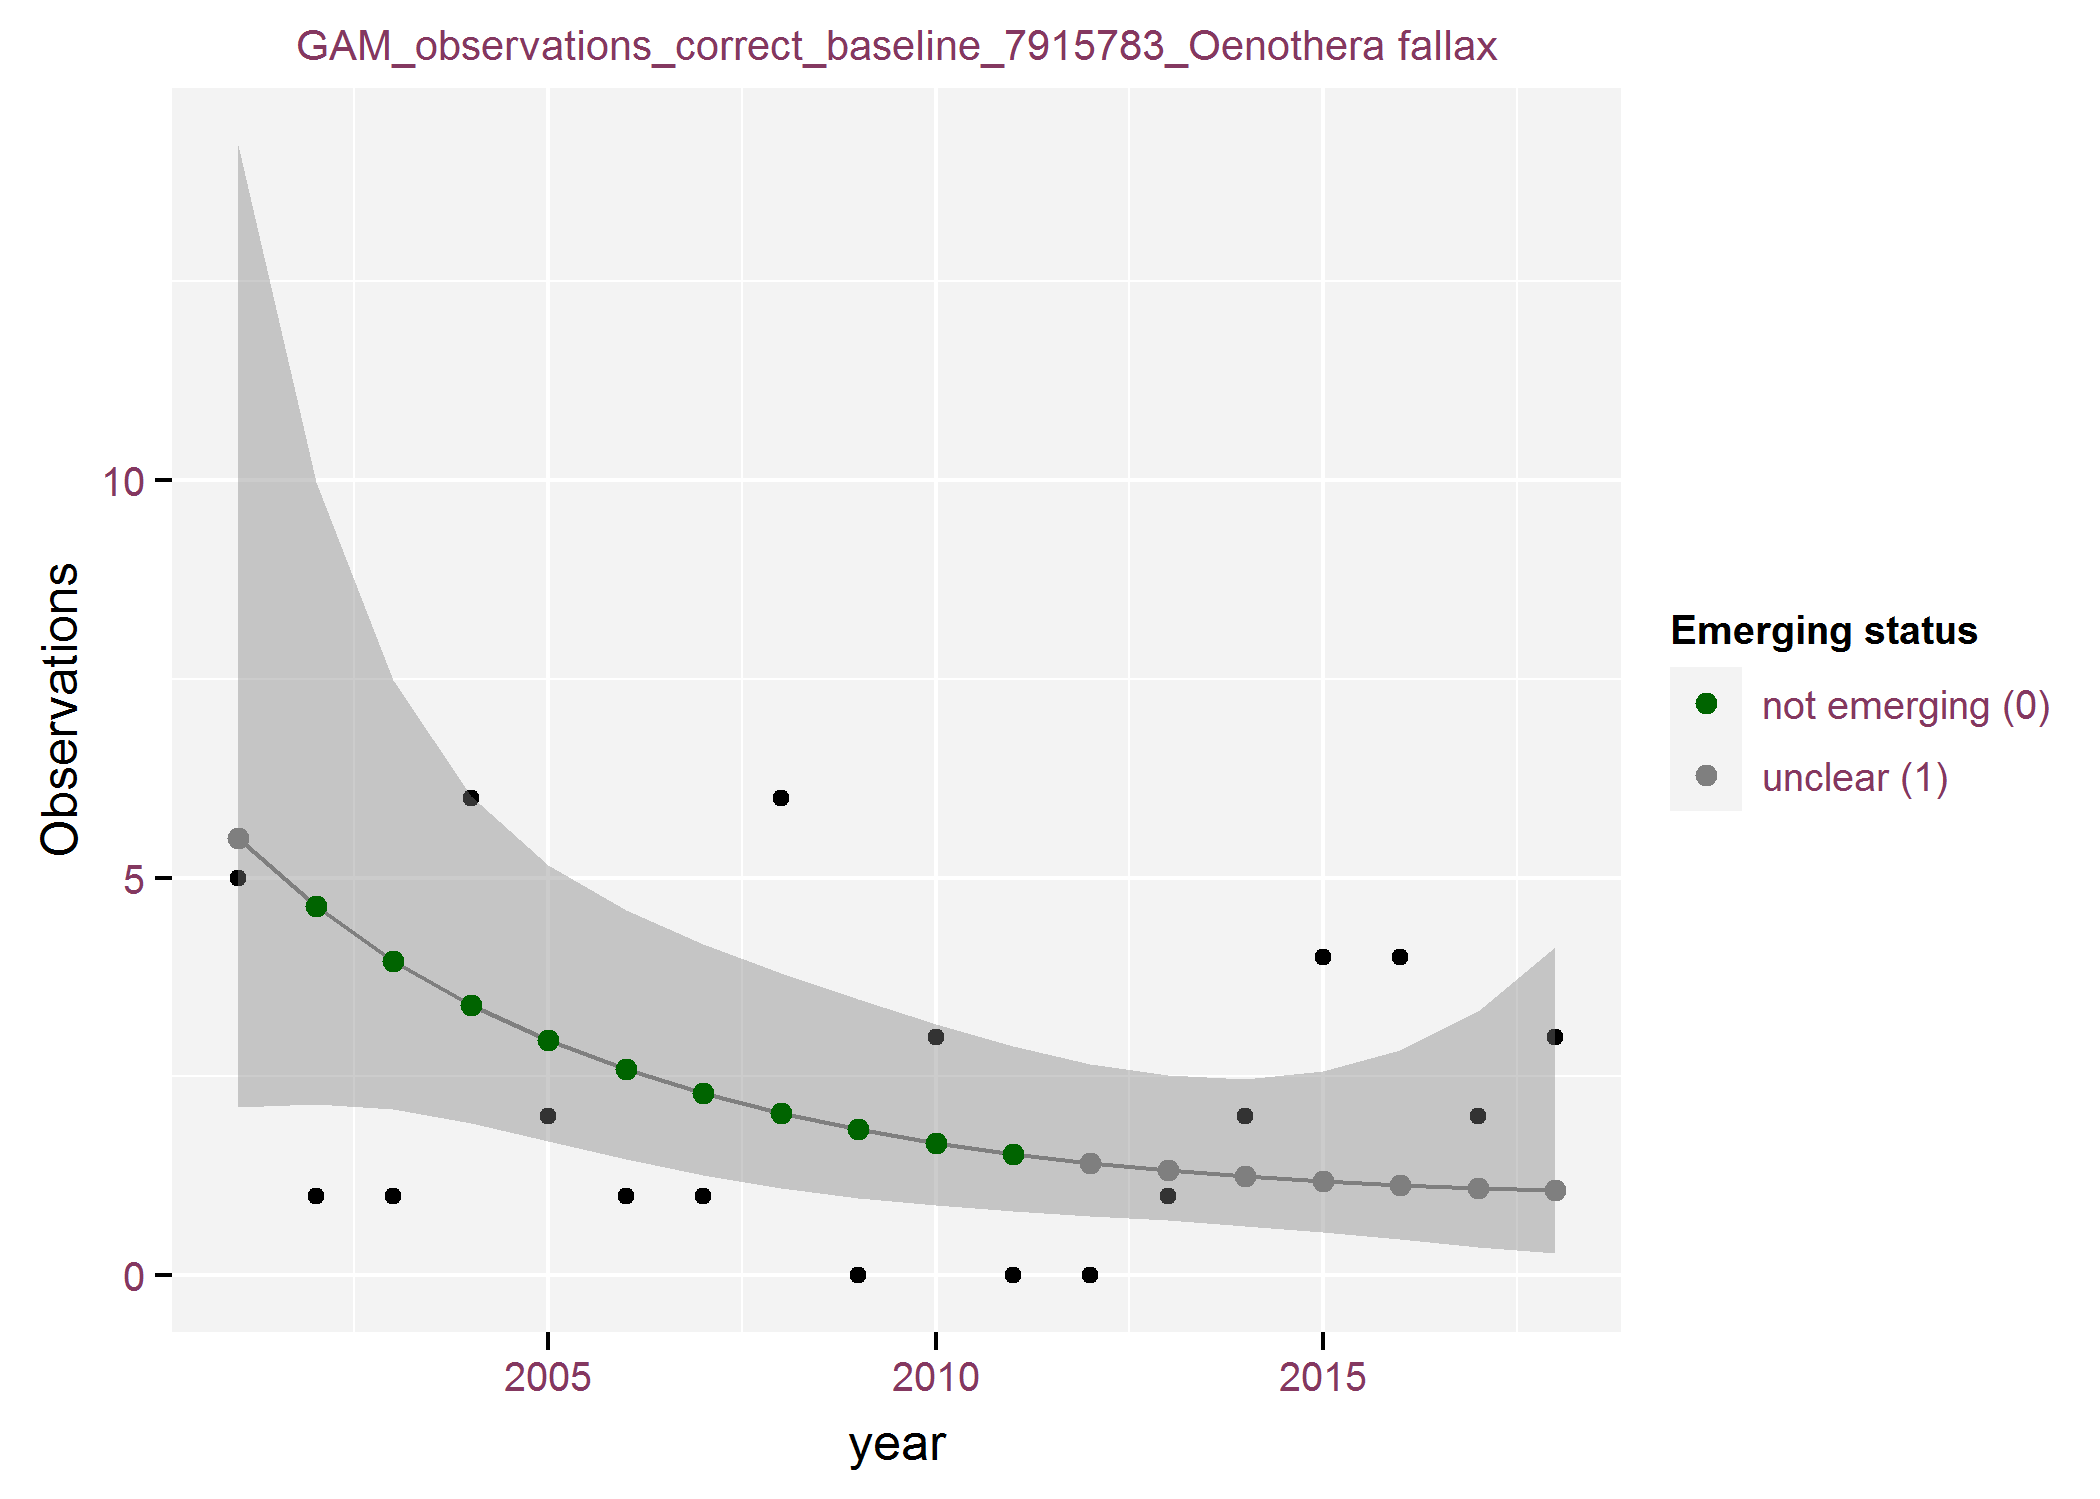 GAM_observations_correct_baseline_7915783_Oenothera fallax
10
5
0
Observations
2005
2010
2015
year
Emerging status
not emerging (0)
unclear (1)